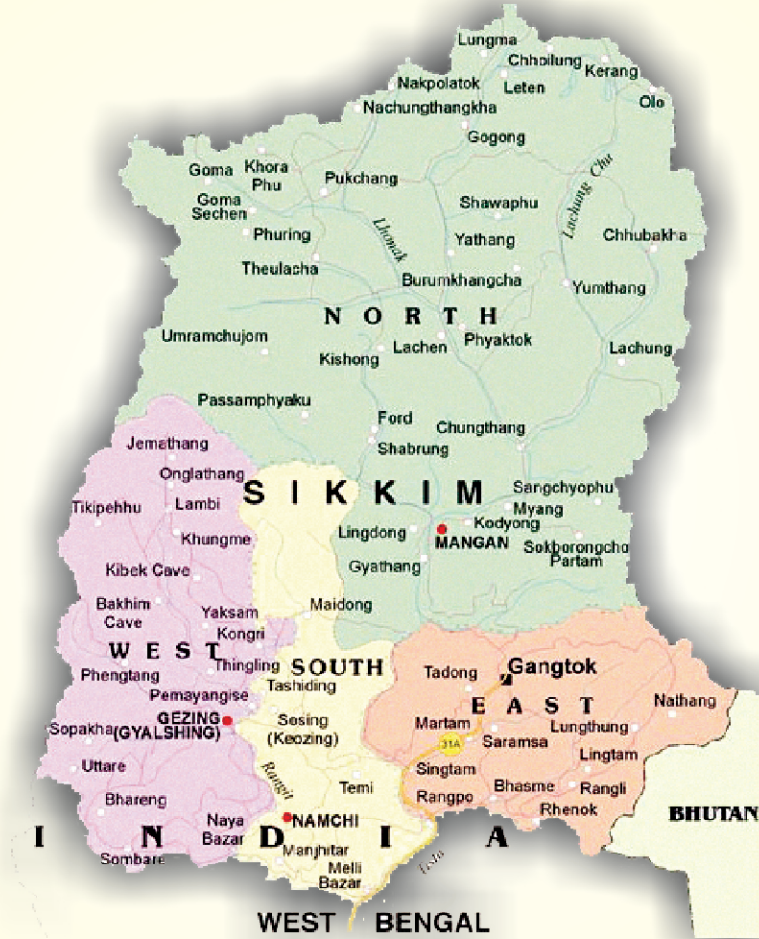 Lungma
Chhoilung
Kerang
Nakpolatok
Leten
Olo
Nachungthangkha
Gogong
Goma
Khora
Phu
Pukchang
Lachung Chu
Goma
Sechen
Shawaphu
Phuring
Lhonak
Yathang
Chhubakha
Theulacha
Burumkhangcha
Yumthang
NORTH
Umramchujom
Kishong
Lachen
Phyaktok
Lachung
Passamphyaku
Ford
Chungthang
Shabrung
Jemathang
Onglathang
SIKKIM
Sangchyophu
Tikipehhu
Lambi
Myang
Kodyong
Khungme
Lingdong
MANGAN
Sokborongcho
Partam
Kibek Cave
Gyathang
Bakhim
Cave
Yaksam
Maidong
Kongri
WEST
Phengtang
Thingling
SOUTH
Tadong
Gangtok
Tashiding
Pemayangise
EAST
Nathang
GEZING
(GYALSHING)
Sosing
(Keozing)
Martam
Sopakha
31A
Saramsa
Lungthung
Uttare
Rangit
Singtam
Lingtam
Temi
Bhasme
Rangli
Bhareng
Rangpo
Rhenok
BHUTAN
Naya
Bazar
NAMCHI
INDIA
Sombare
Manjhitar
Melli
Bazar
WEST BENGAL